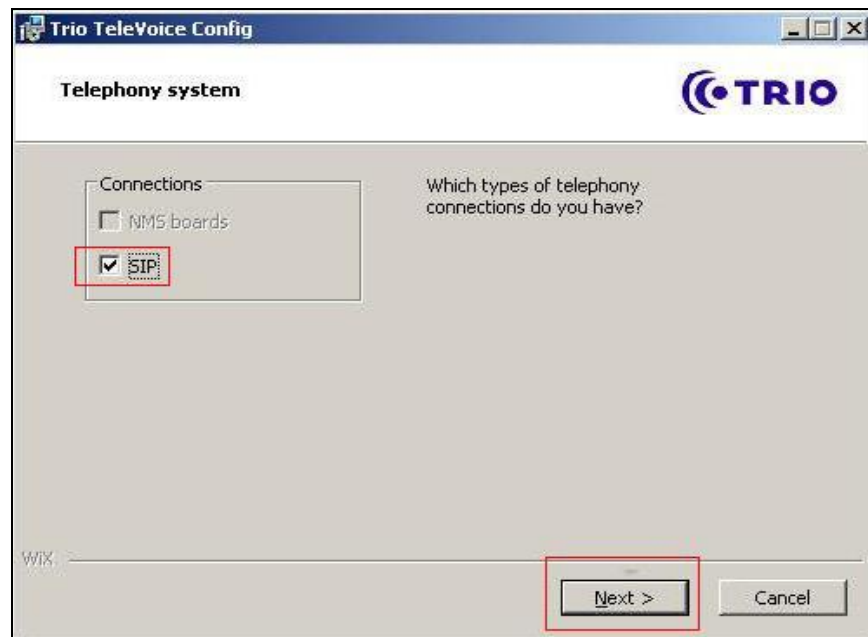 Trio TeleVoice Config
Telephony system
TRIO
Connections
NMS boards
SIP
Which types of telephony
connections do you have?
WiX
Next >
Cancel